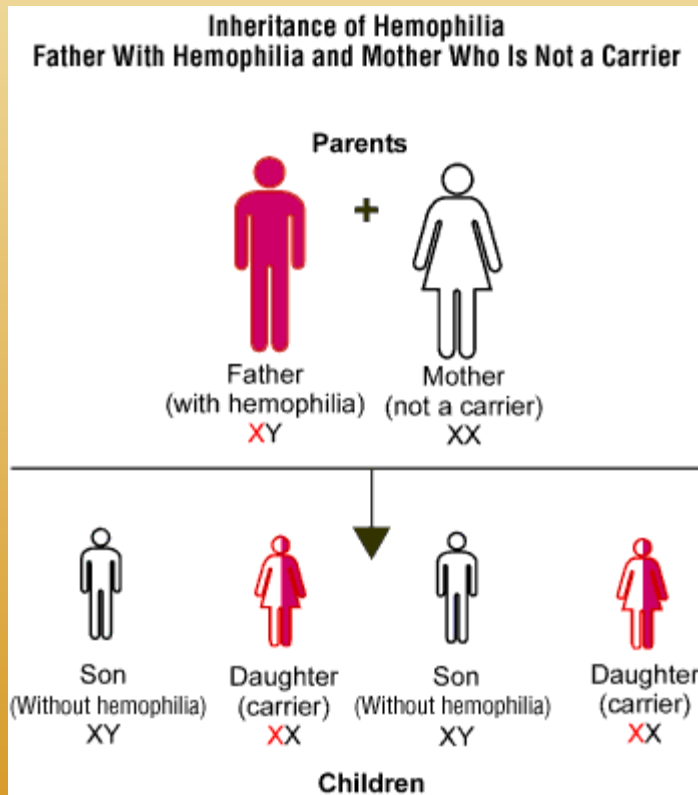 Inheritance of Hemophilia
Father With Hemophilia and Mother Who Is Not a Carrier
Parents
+
Father Mother
(with hemophilia) (not a carrier)
XY XX
Son Daughter Son Daughter
(Without hemophilia) (carrier) (Without hemophilia) (carrier)
XY XX XY XX
Children